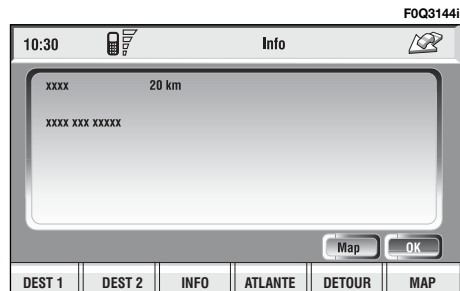 F0Q3144i
10:30 Info
xxxx 20 km
xxxx xxx xxxxx
Map OK
DEST 1 DEST 2 INFO ATLANTE DETOUR MAP